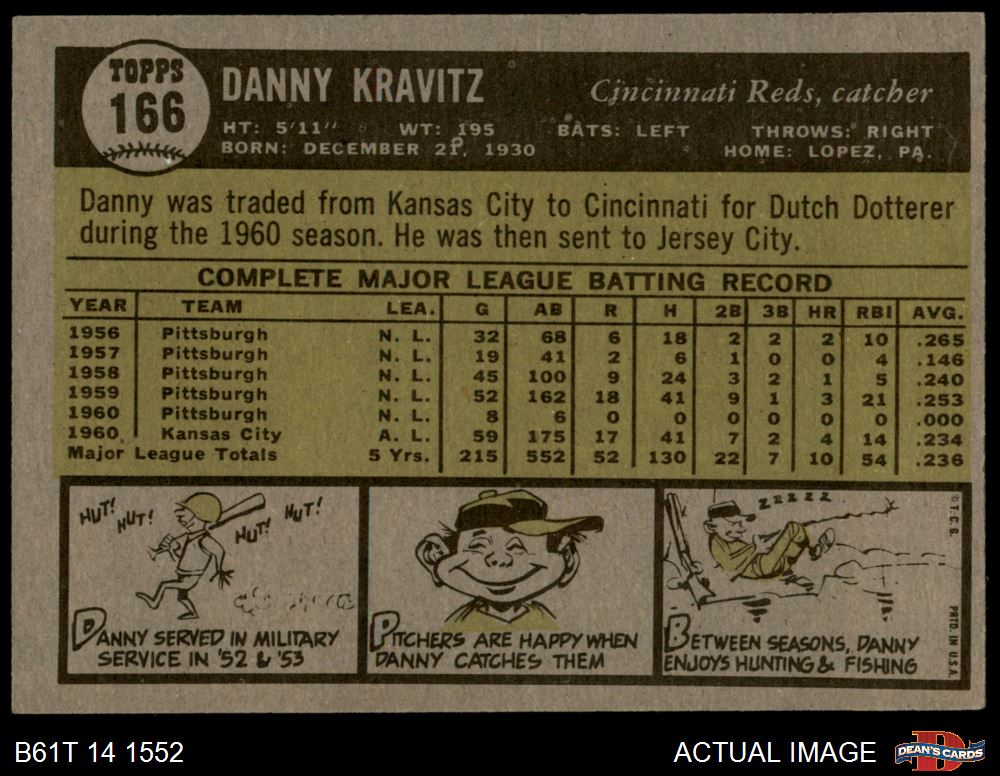 TOPPS
166
DANNY KRAVITZ
Cincinnati Reds, catcher
HT: 5'11" WT: 195 BATS: LEFT THROWS: RIGHT
BORN: DECEMBER 21, 1930 HOME: LOPEZ, PA.
Danny was traded from Kansas City to Cincinnati for Dutch Dotterer
during the 1960 season. He was then sent to Jersey City.
COMPLETE MAJOR LEAGUE BATTING RECORD
YEAR TEAM LEA. G AB R H 2B 3B HR RBI AVG.
1956 Pittsburgh N. L. 32 68 6 18 2 2 2 10 .265
1957 Pittsburgh N. L. 19 41 2 6 1 0 0 4 .146
1958 Pittsburgh N. L. 45 100 9 24 3 2 1 5 .240
1959 Pittsburgh N. L. 52 162 18 41 9 1 3 21 .253
1960 Pittsburgh N. L. 8 6 0 0 0 0 0 0 .000
1960 Kansas City A. L. 59 175 17 41 7 2 4 14 .234
Major League Totals 5 Yrs. 215 552 52 130 22 7 10 54 .236
HUT! HUT! HUT! HUT!
DANNY SERVED IN MILITARY
SERVICE IN '52 & '53
PITCHERS ARE HAPPY WHEN
DANNY CATCHES THEM
ZZZZZ
BETWEEN SEASONS, DANNY
ENJOYS HUNTING & FISHING
© T. C. G. PRTD IN U.S.A.
B61T 14 1552
ACTUAL IMAGE
DEAN'S CARDS